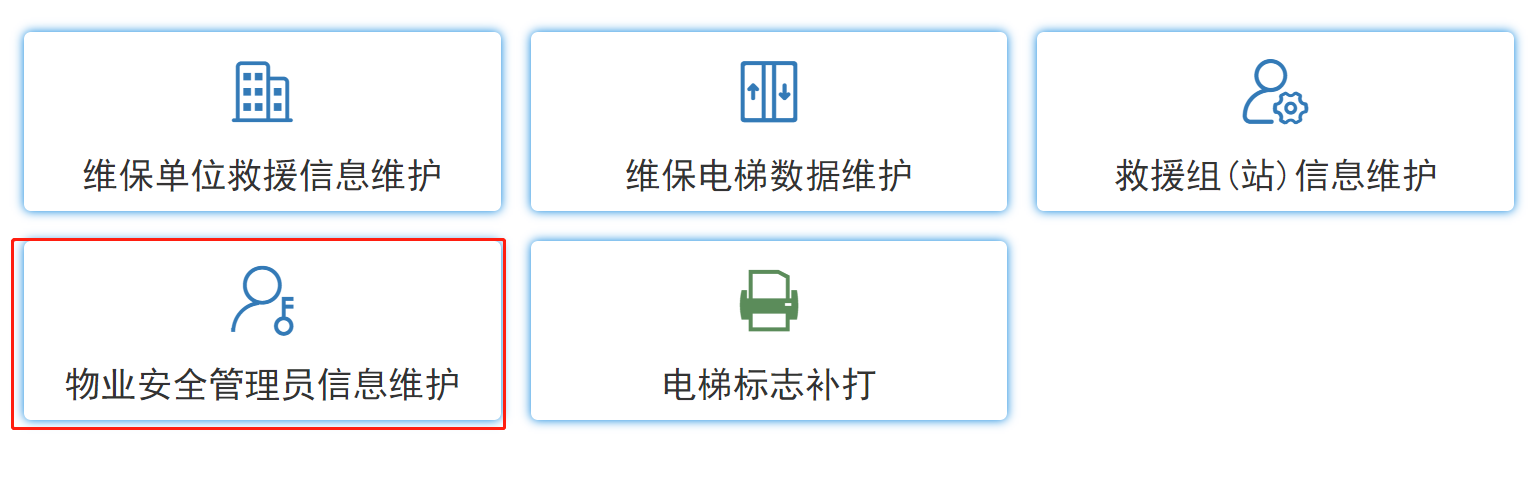 维保单位救援信息维护
维保电梯数据维护
救援组(站)信息维护
物业安全管理员信息维护
电梯标志补打